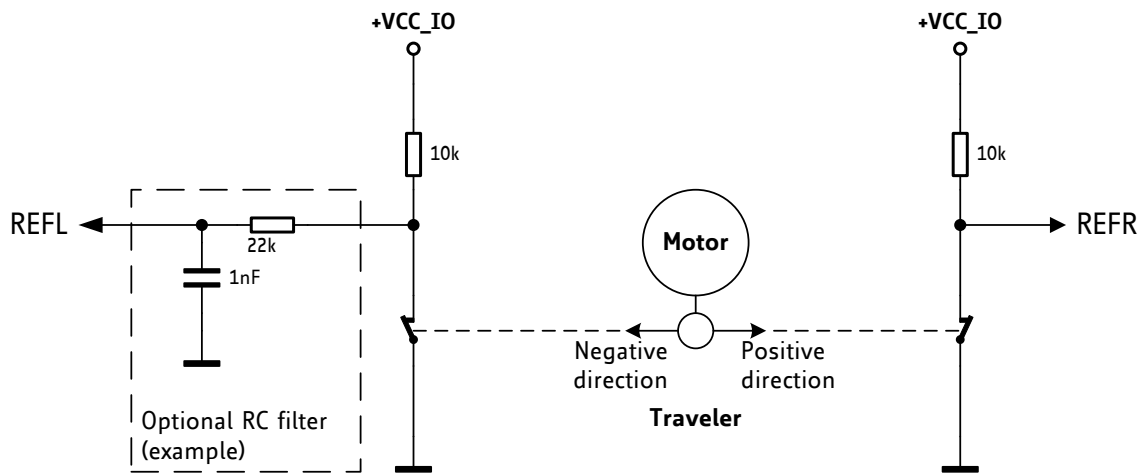 +VCC_IO
+VCC_IO
10k
10k
REFL
22k
REFR
Motor
1nF
Negative
direction
Positive
direction
Traveler
Optional RC filter
(example)